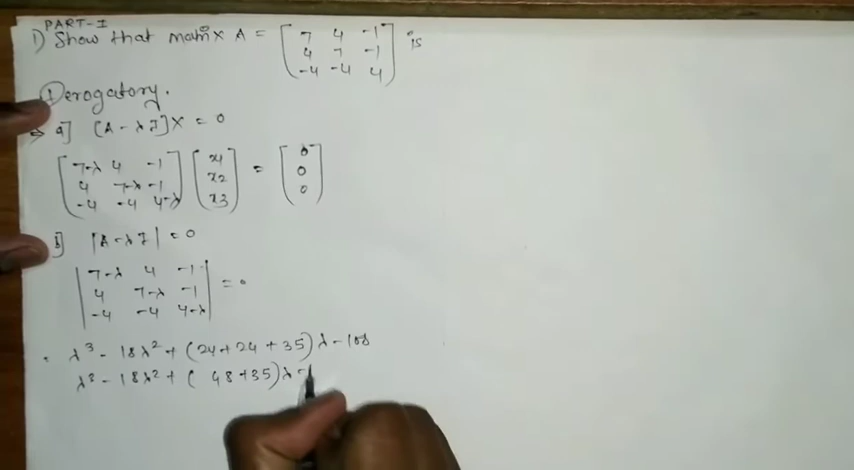 PART-I
1) Show that matrix A = [ 7 4 -1 is
4 7 -1
-4 -4 4 ]
① Derogatory.
→ a] [A - λI]X = 0
[ 7-λ 4 -1 ] [ x1 ] = [ 0 ]
4 7-λ -1 x2 0
-4 -4 4-λ x3 0
b] |A - λI| = 0
| 7-λ 4 -1 |
4 7-λ -1 = 0
-4 -4 4-λ
λ³ - 18λ² + (24 + 24 + 35)λ - 108
λ³ - 18λ² + ( 48 + 35)λ -